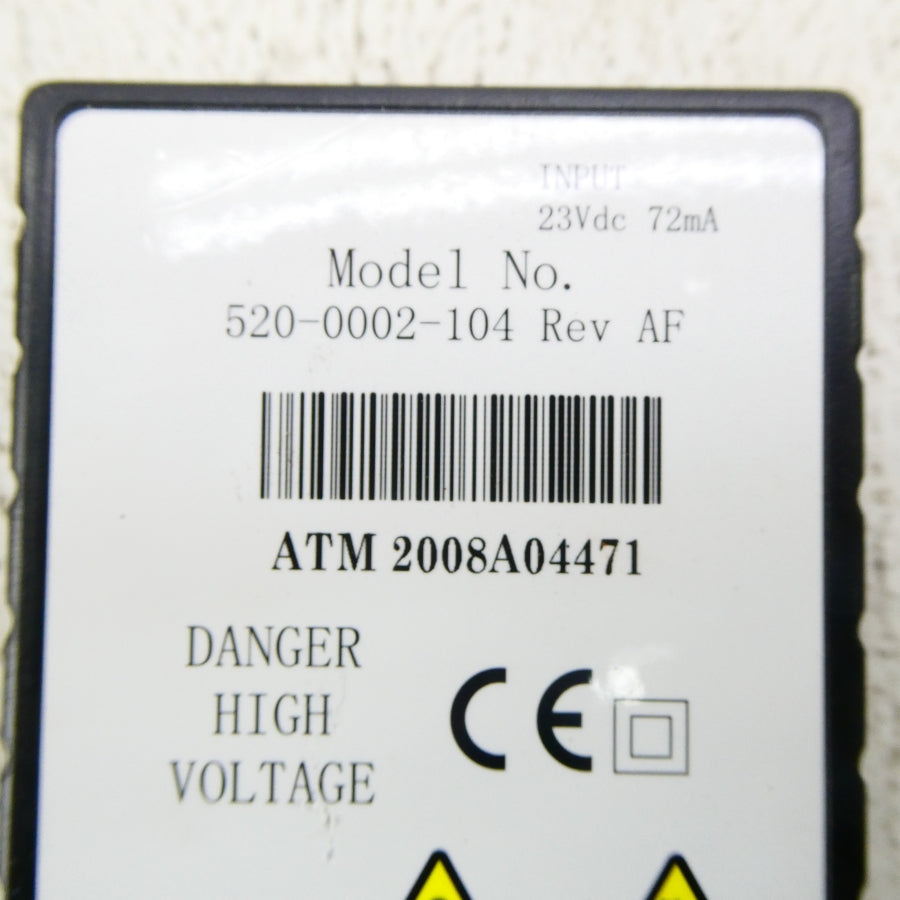 INPUT
23Vdc 72mA
Model No.
520-0002-104 Rev AF
ATM 2008A04471
DANGER
HIGH
VOLTAGE
CE